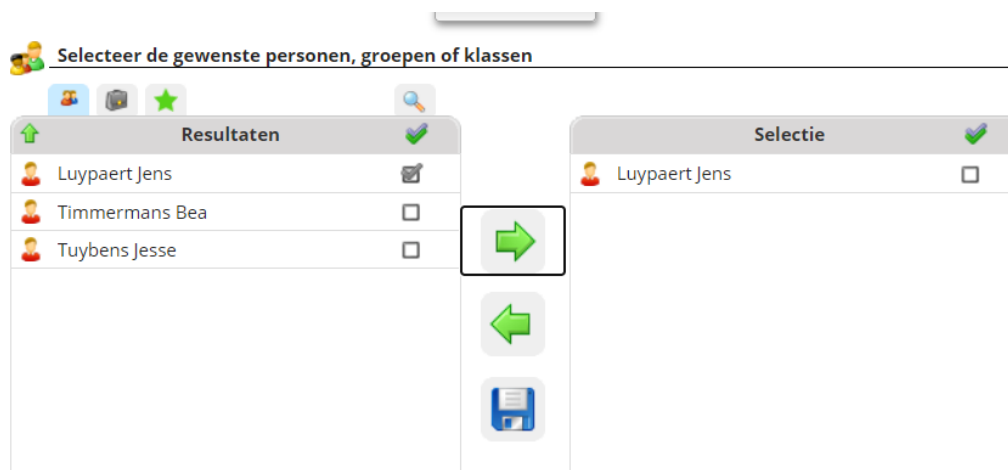 Selecteer de gewenste personen, groepen of klassen
Resultaten
Selectie
Luypaert Jens
Luypaert Jens
Timmermans Bea
Tuybens Jesse